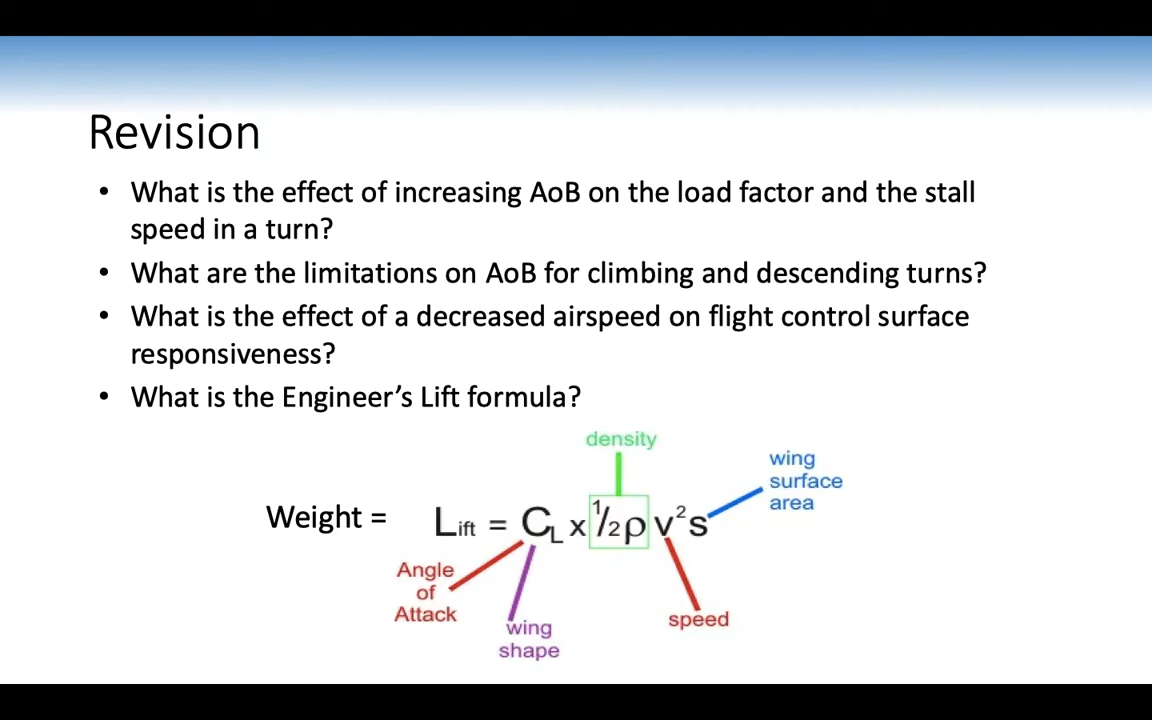 Revision
• What is the effect of increasing AoB on the load factor and the stall
speed in a turn?
• What are the limitations on AoB for climbing and descending turns?
• What is the effect of a decreased airspeed on flight control surface
responsiveness?
• What is the Engineer’s Lift formula?
density
wing
surface
area
Weight = Lift = CL x ½ρ v²s
Angle
of
Attack
speed
wing
shape